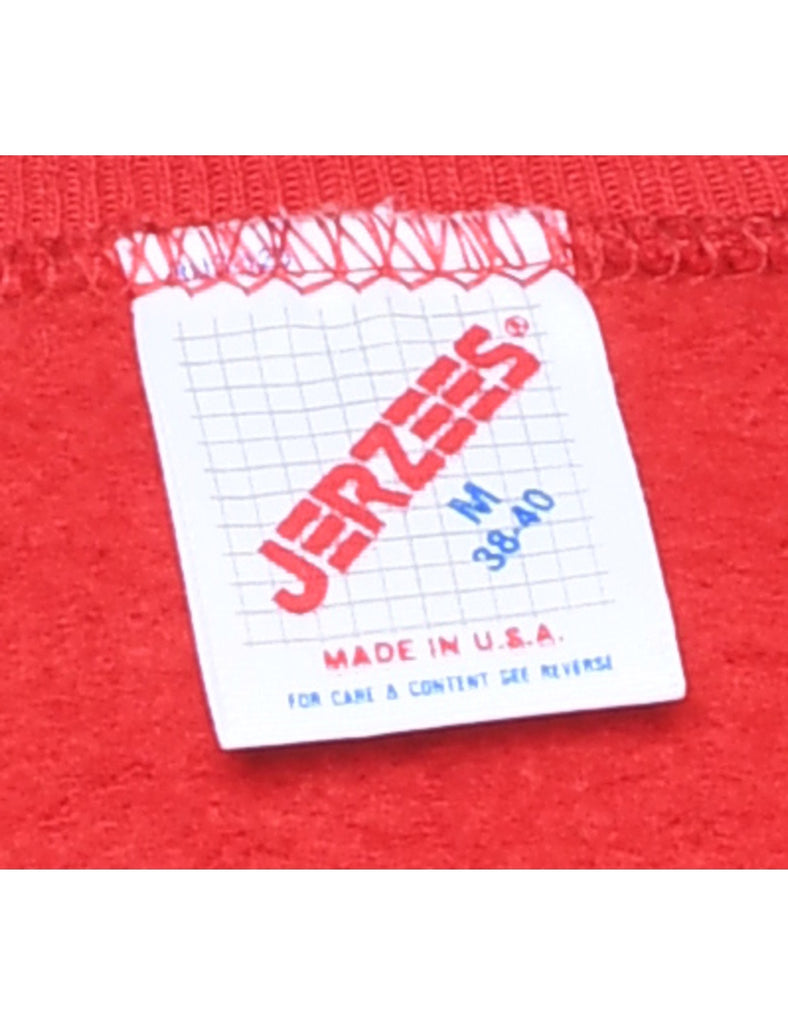 JERZEES®
M
38-40
MADE IN U.S.A.
FOR CARE & CONTENT SEE REVERSE